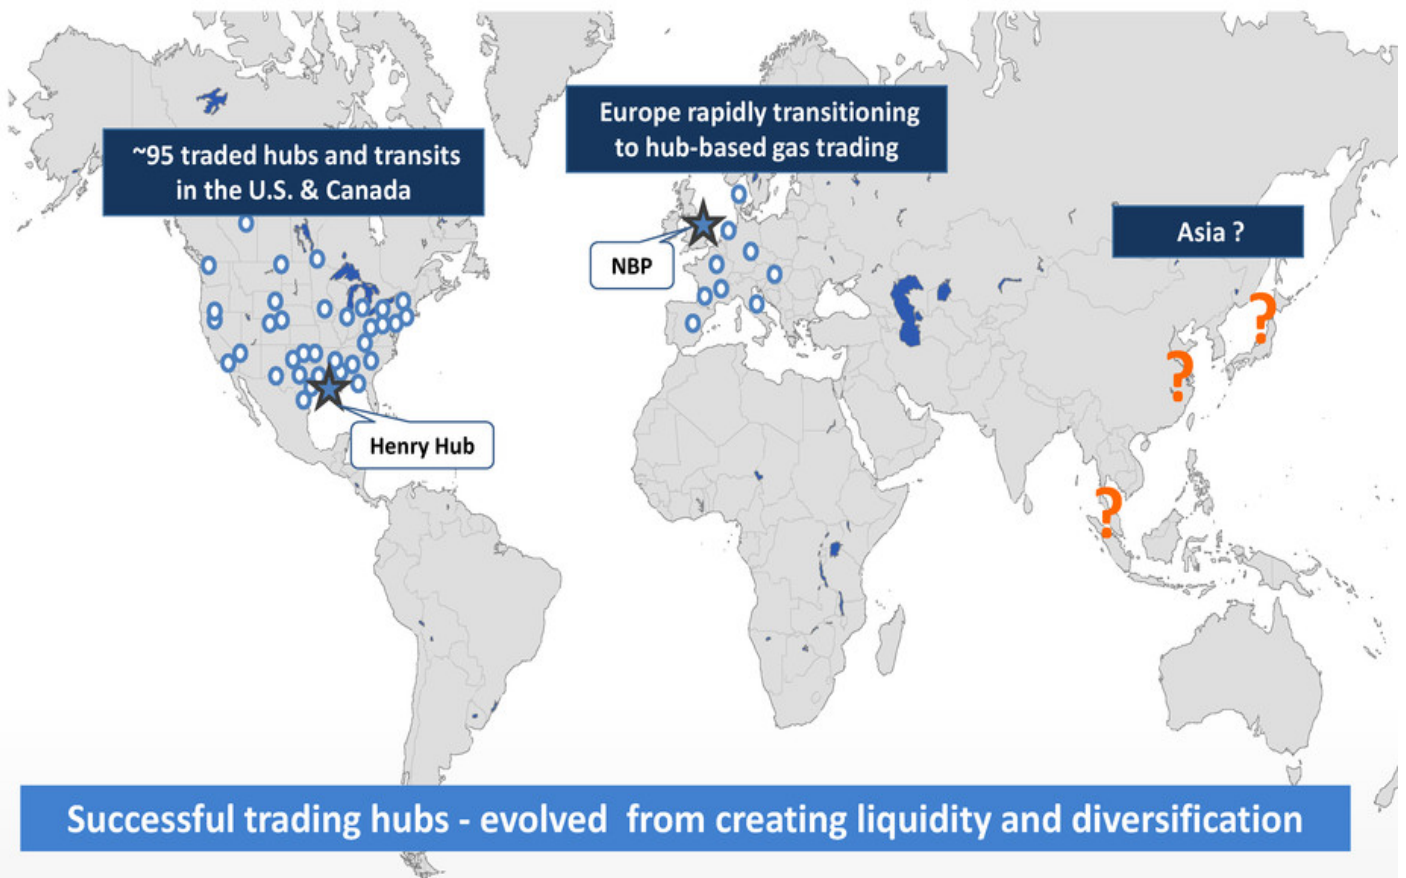 ~95 traded hubs and transits
in the U.S. & Canada
Europe rapidly transitioning
to hub-based gas trading
Asia ?
NBP
Henry Hub
?
?
?
Successful trading hubs - evolved from creating liquidity and diversification